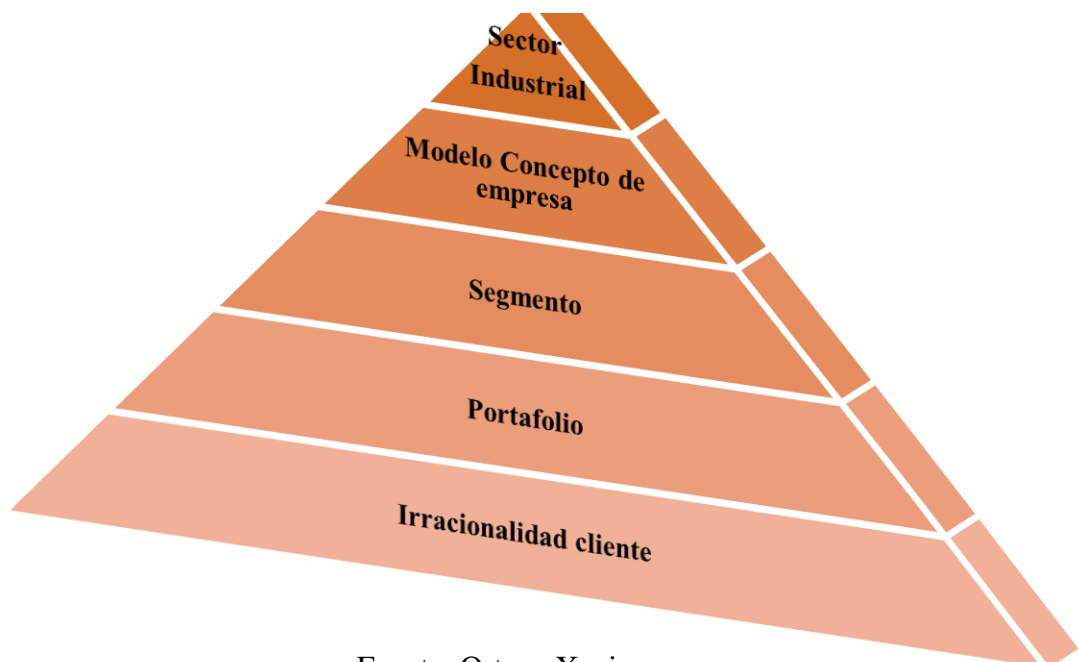 Sector
Industrial
Modelo Concepto de
empresa
Segmento
Portafolio
Irracionalidad cliente